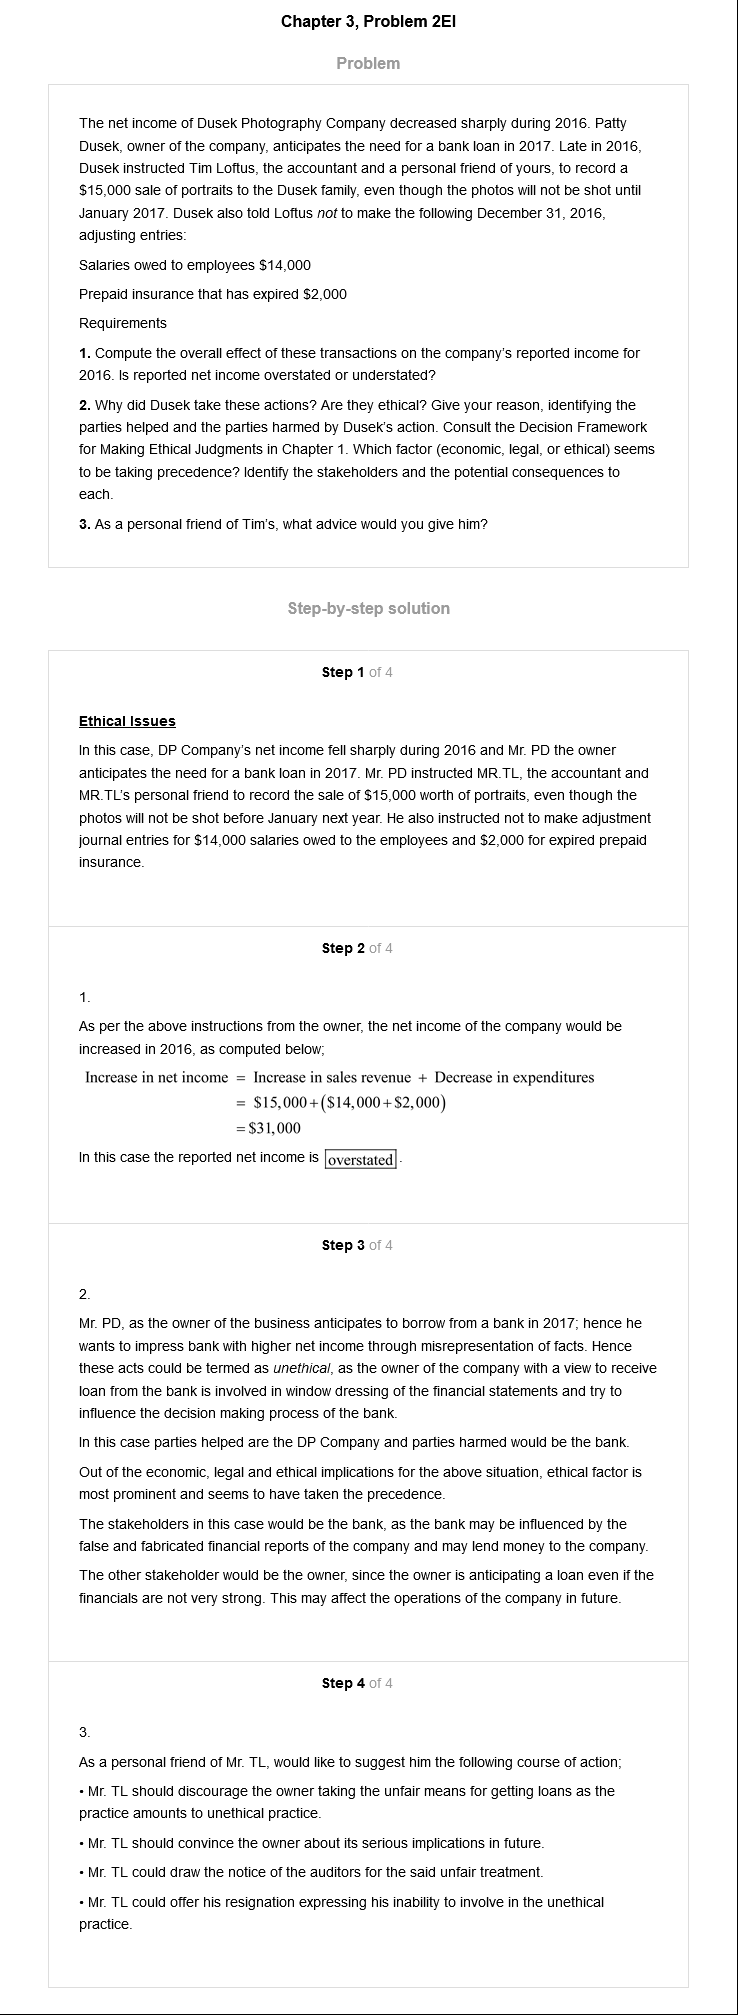 Chapter 3, Problem 2EI
Problem
The net income of Dusek Photography Company decreased sharply during 2016. Patty
Dusek, owner of the company, anticipates the need for a bank loan in 2017. Late in 2016,
Dusek instructed Tim Loftus, the accountant and a personal friend of yours, to record a
$15,000 sale of portraits to the Dusek family, even though the photos will not be shot until
January 2017. Dusek also told Loftus not to make the following December 31, 2016,
adjusting entries:
Salaries owed to employees $14,000
Prepaid insurance that has expired $2,000
Requirements
1. Compute the overall effect of these transactions on the company's reported income for
2016. Is reported net income overstated or understated?
2. Why did Dusek take these actions? Are they ethical? Give your reason, identifying the
parties helped and the parties harmed by Dusek's action. Consult the Decision Framework
for Making Ethical Judgments in Chapter 1. Which factor (economic, legal, or ethical) seems
to be taking precedence? Identify the stakeholders and the potential consequences to
each.
3. As a personal friend of Tim's, what advice would you give him?
Step-by-step solution
Step 1 of 4
Ethical Issues
In this case, DP Company's net income fell sharply during 2016 and Mr. PD the owner
anticipates the need for a bank loan in 2017. Mr. PD instructed MR.TL, the accountant and
MR.TL's personal friend to record the sale of $15,000 worth of portraits, even though the
photos will not be shot before January next year. He also instructed not to make adjustment
journal entries for $14,000 salaries owed to the employees and $2,000 for expired prepaid
insurance.
Step 2 of 4
1.
As per the above instructions from the owner, the net income of the company would be
increased in 2016, as computed below;
Increase in net income = Increase in sales revenue + Decrease in expenditures
= $15,000+($14,000+$2,000)
=$31,000
In this case the reported net income is overstated.
Step 3 of 4
2.
Mr. PD, as the owner of the business anticipates to borrow from a bank in 2017; hence he
wants to impress bank with higher net income through misrepresentation of facts. Hence
these acts could be termed as unethical, as the owner of the company with a view to receive
loan from the bank is involved in window dressing of the financial statements and try to
influence the decision making process of the bank.
In this case parties helped are the DP Company and parties harmed would be the bank.
Out of the economic, legal and ethical implications for the above situation, ethical factor is
most prominent and seems to have taken the precedence.
The stakeholders in this case would be the bank, as the bank may be influenced by the
false and fabricated financial reports of the company and may lend money to the company.
The other stakeholder would be the owner, since the owner is anticipating a loan even if the
financials are not very strong. This may affect the operations of the company in future.
Step 4 of 4
3.
As a personal friend of Mr. TL, would like to suggest him the following course of action;
• Mr. TL should discourage the owner taking the unfair means for getting loans as the
practice amounts to unethical practice.
• Mr. TL should convince the owner about its serious implications in future.
• Mr. TL could draw the notice of the auditors for the said unfair treatment.
• Mr. TL could offer his resignation expressing his inability to involve in the unethical
practice.